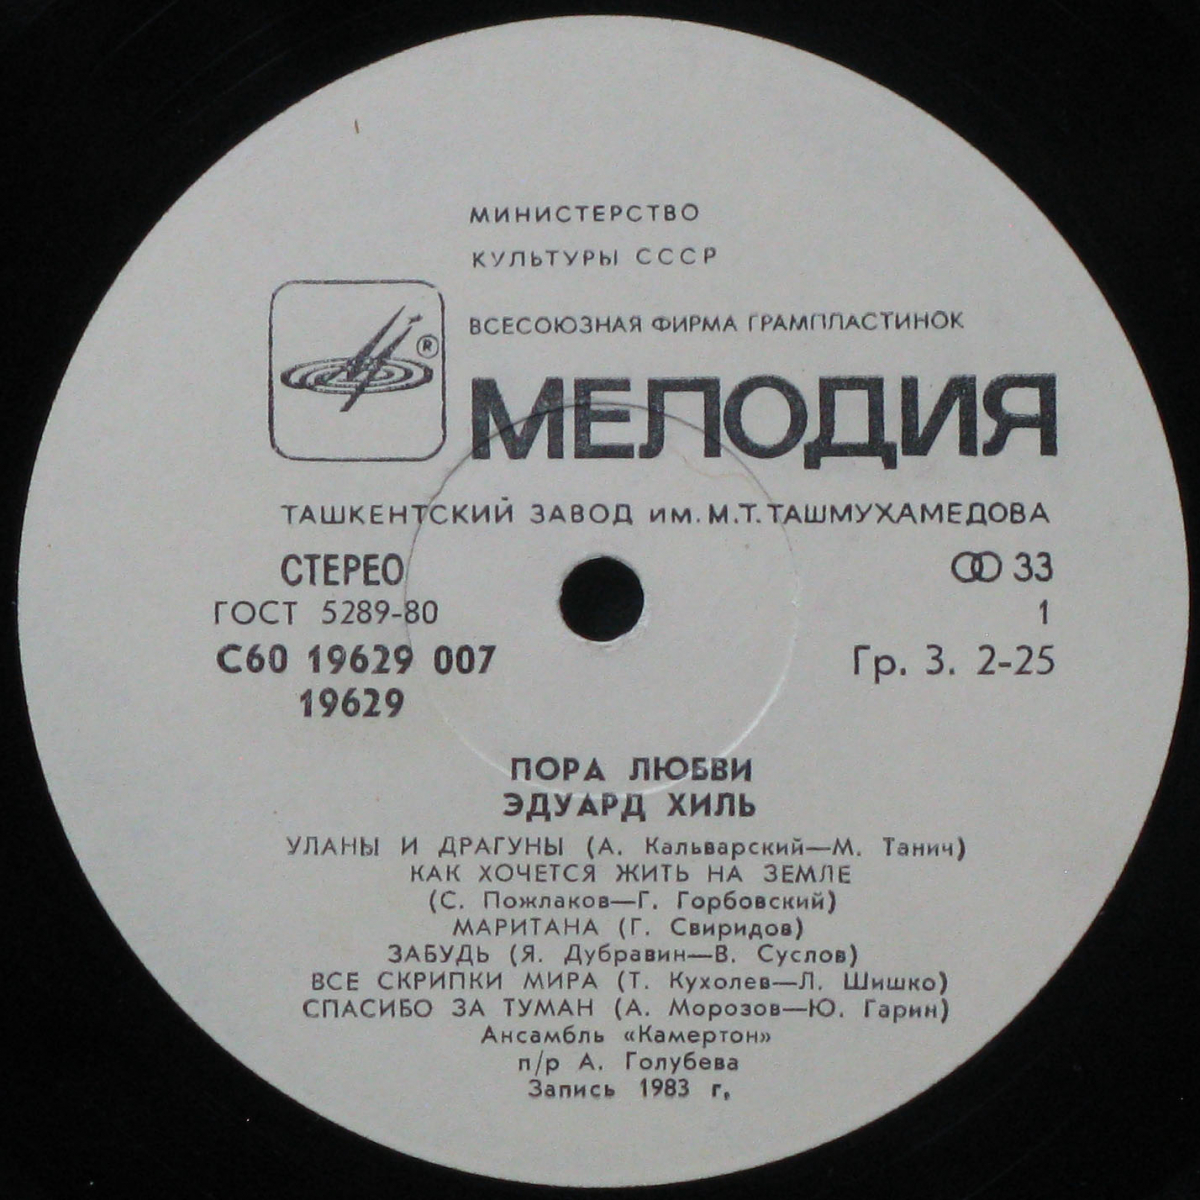 МИНИСТЕРСТВО
КУЛЬТУРЫ СССР
ВСЕСОЮЗНАЯ ФИРМА ГРАМПЛАСТИНОК
®
МЕЛОДИЯ
ТАШКЕНТСКИЙ ЗАВОД им. М.Т. ТАШМУХАМЕДОВА
СТЕРЕО
33
ГОСТ 5289-80
1
С60 19629 007
Гр. 3. 2-25
19629
ПОРА ЛЮБВИ
ЭДУАРД ХИЛЬ
УЛАНЫ И ДРАГУНЫ (А. Кальварский—М. Танич)
КАК ХОЧЕТСЯ ЖИТЬ НА ЗЕМЛЕ
(С. Пожлаков—Г. Горбовский)
МАРИТАНА (Г. Свиридов)
ЗАБУДЬ (Я. Дубравин—В. Суслов)
ВСЕ СКРИПКИ МИРА (Т. Кухолев—Л. Шишко)
СПАСИБО ЗА ТУМАН (А. Морозов—Ю. Гарин)
Ансамбль «Камертон»
п/р А. Голубева
Запись 1983 г.